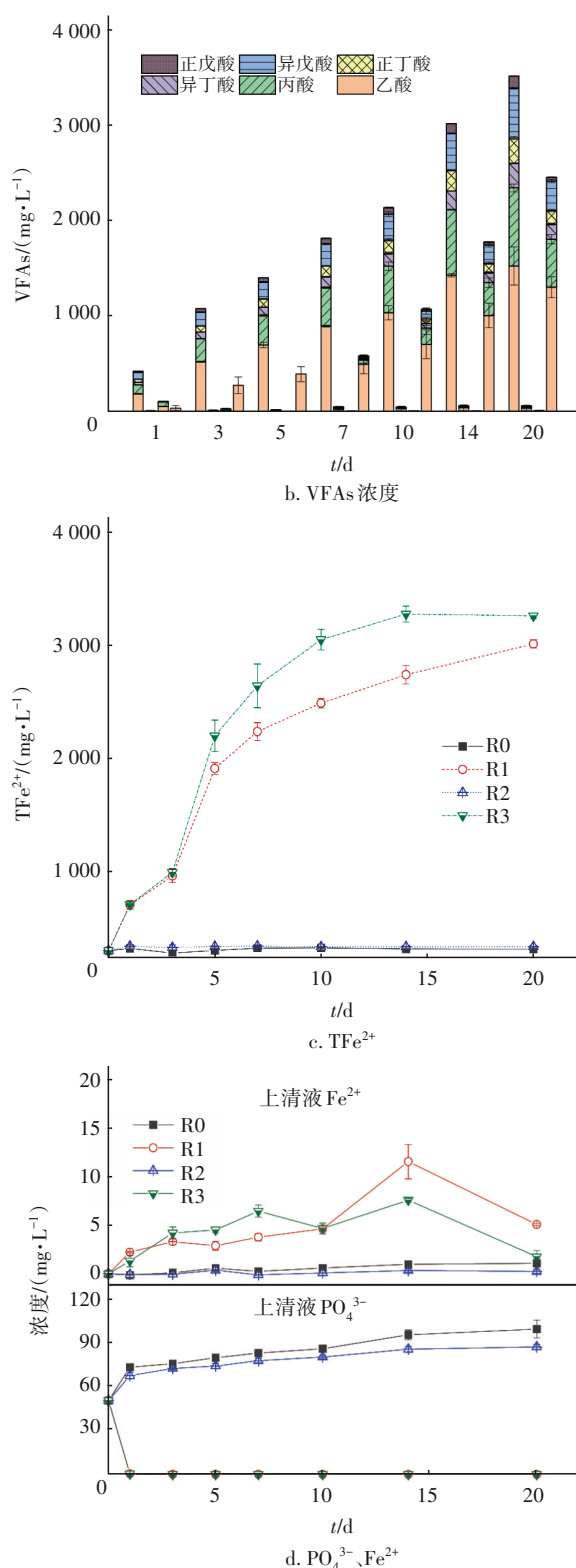 4 000
正戊酸 异戊酸 正丁酸
异丁酸 丙酸 乙酸
3 000
2 000
1 000
0
VFAs/(mg·L⁻¹)
1 3 5 7 10 14 20
t/d
b. VFAs浓度
4 000
3 000
2 000
1 000
0
TFe²⁺/(mg·L⁻¹)
R0
R1
R2
R3
5 10 15 20
t/d
c. TFe²⁺
20
15
10
5
0
上清液Fe²⁺
R0
R1
R2
R3
浓度/(mg·L⁻¹)
120
90
60
30
0
上清液PO₄³⁻
5 10 15 20
t/d
d. PO₄³⁻、Fe²⁺